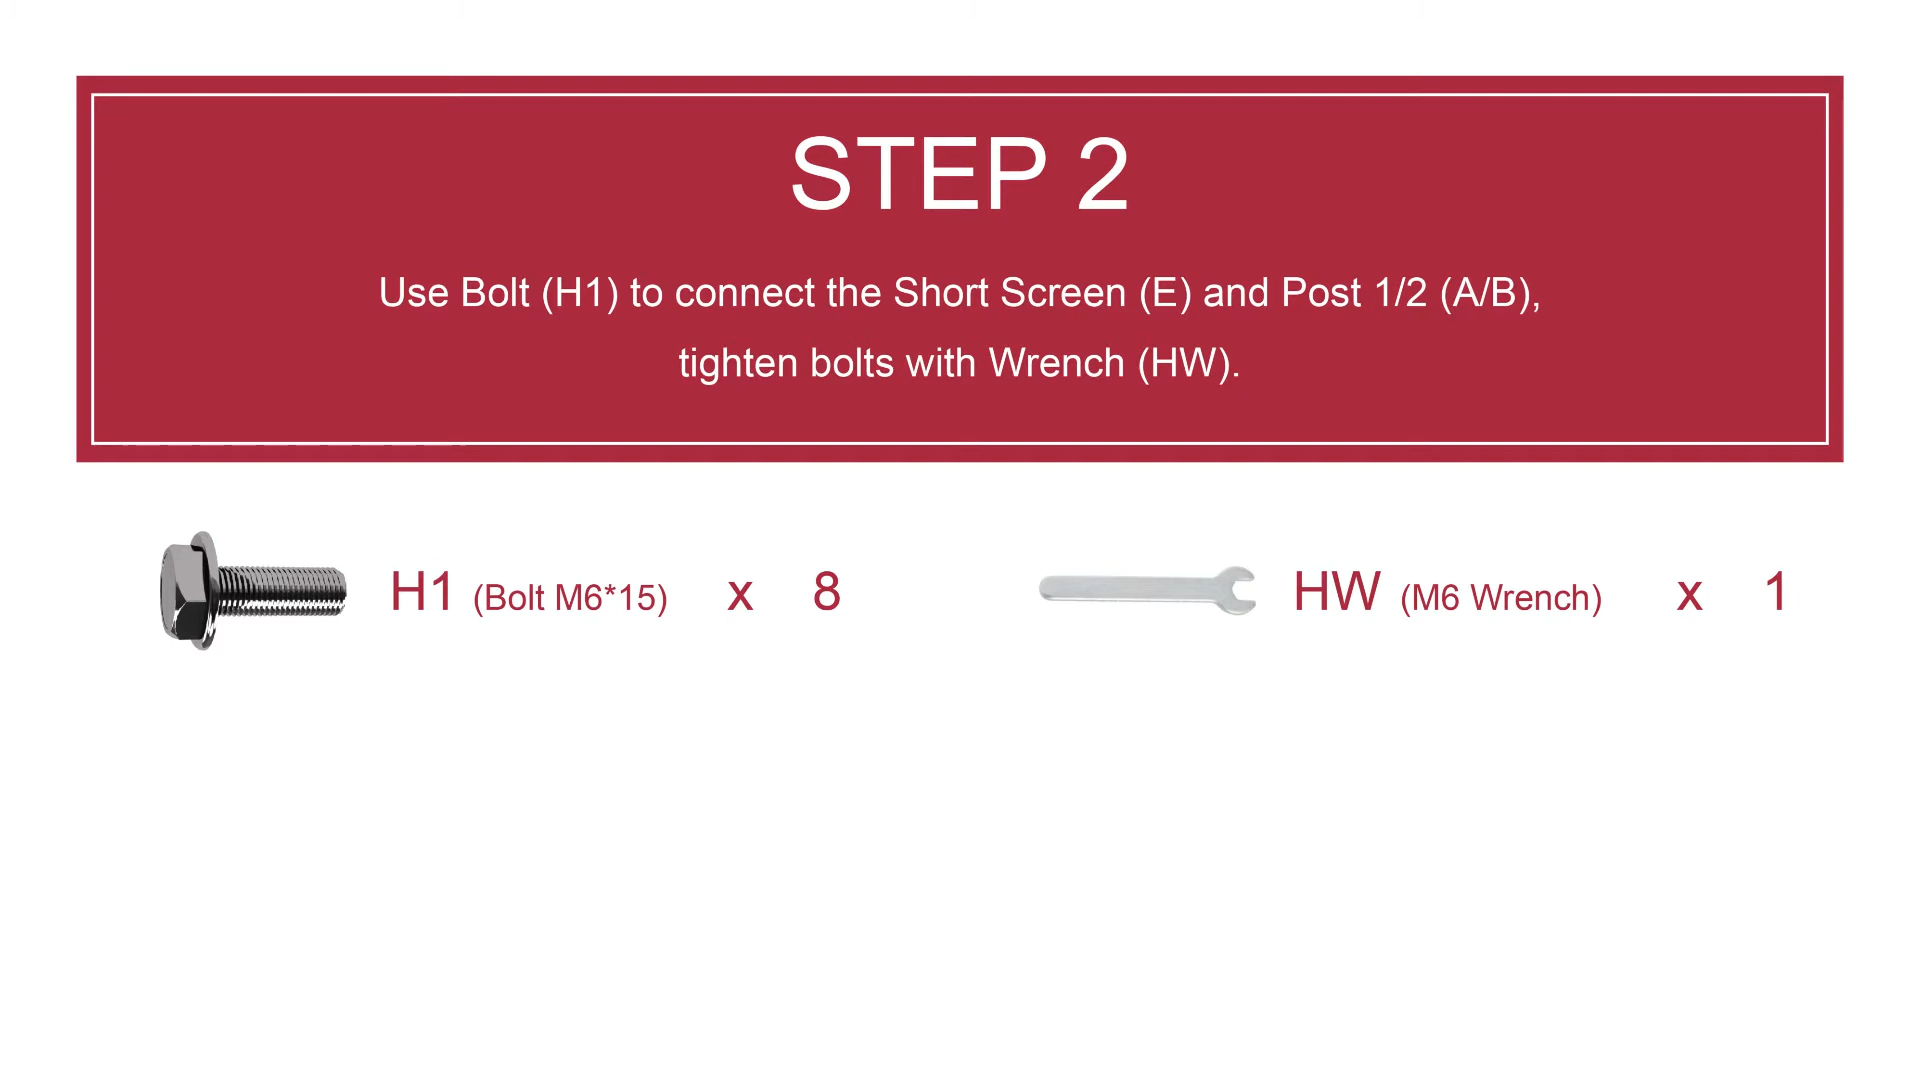 STEP 2
Use Bolt (H1) to connect the Short Screen (E) and Post 1/2 (A/B),
tighten bolts with Wrench (HW).
H1 (Bolt M6*15) x 8
HW (M6 Wrench) x 1